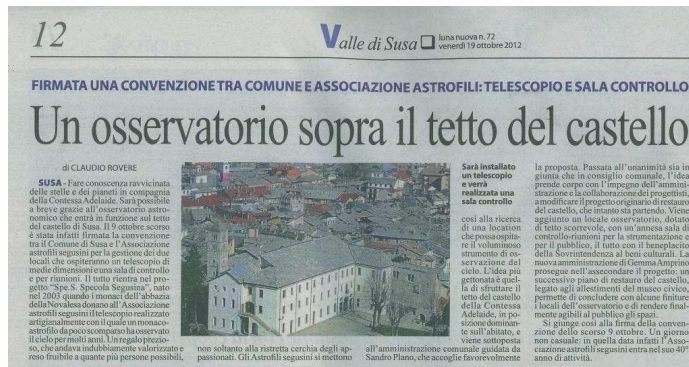 12
Valle di Susa
luna nuova n. 72
venerdì 19 ottobre 2012
FIRMATA UNA CONVENZIONE TRA COMUNE E ASSOCIAZIONE ASTROFILI: TELESCOPIO E SALA CONTROLLO
Un osservatorio sopra il tetto del castello
di CLAUDIO ROVERE
SUSA - Fare conoscenza ravvicinata
delle stelle e dei pianeti in compagnia
della Contessa Adelaide. Sarà possibile
a breve grazie all'osservatorio astro-
nomico che entrà in funzione sul tetto
del castello di Susa. Il 9 ottobre scorso
è stata infatti firmata la convenzione
tra il Comune di Susa e l'Associazione
astrofili segusini per la gestione dei due
locali che ospiteranno un telescopio di
medie dimensioni e una sala di controllo
e per riunioni. Il tutto rientra nel pro-
getto "Spe.S. Specola Segusina", nato
nel 2003 quando i monaci dell'abbazia
della Novalesa donano all'Associazione
astrofili segusini il telescopio realizzato
artigianalmente con il quale un monaco-
astrofilo da poco scomparso ha osservato
il cielo per molti anni. Un regalo prezio-
so, che andava indubbiamente valorizzato e
reso fruibile a quante più persone possibili,
non soltanto alla ristretta cerchia degli ap-
passionati. Gli Astrofili segusini si mettono
Sarà installato
un telescopio
e verrà
realizzata una
sala controllo
così alla ricerca
di una location
che possa ospita-
re il voluminoso
strumento di os-
servazione del
cielo. L'idea più
gettonata è quel-
la di sfruttare il
tetto del castello
della Contessa
Adelaide, in po-
sizione dominan-
te sull'abitato, e
viene sottoposta
all'amministrazione comunale guidata da
Sandro Plano, che accoglie favorevolmente
la proposta. Passata all'unanimità sia in
giunta che in consiglio comunale, l'idea
prende corpo con l'impegno dell'ammini-
strazione e la collaborazione dei progettisti,
a modificare il progetto originario di restauro
del castello, che intanto sta partendo. Viene
aggiunto un locale osservatorio, dotato
di tetto scorrevole, con un'annessa sala di
controllo-riunioni per la strumentazione e
per il pubblico, il tutto con il beneplacito
della Sovrintendenza ai beni culturali. La
nuova amministrazione di Gemma Amprino
prosegue nell'assecondare il progetto: un
successivo piano di restauro del castello,
legato agli allestimenti del museo civico,
permette di concludere con alcune finiture
i locali dell'osservatorio e di rendere final-
mente agibili al pubblico gli spazi.
Si giunge così alla firma della conven-
zione dello scorso 9 ottobre. Un giorno
non casuale: in quella data infatti l'Asso-
ciazione astrofili segusini entra nel suo 40°
anno di attività.